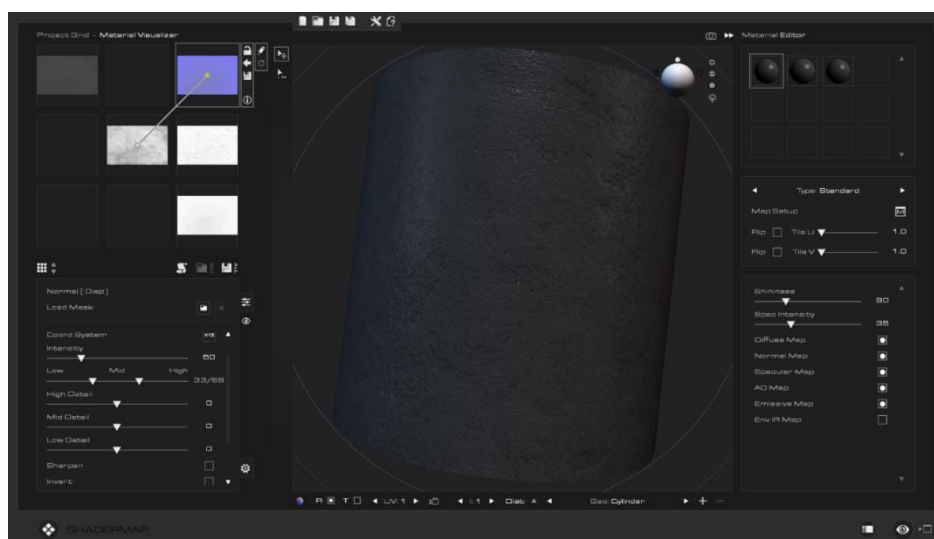 Project Grid - Material Visualizer
Material Editor
Type: Standard
Map Setup
M
Flip Tile U 1.0
Flip Tile V 1.0
Normal ( Disp )
Load Mask:
Coord System
Intensity
50
Low Mid High
33/66
High Detail
0
Mid Detail
0
Low Detail
0
Sharpen
Invert
Shininess
80
Spec Intensity
35
Diffuse Map
Normal Map
Specular Map
AO Map
Emissive Map
Env IR Map
R T UV: 1 L: 1 Dist: Geo: Cylinder
SHADERMAP